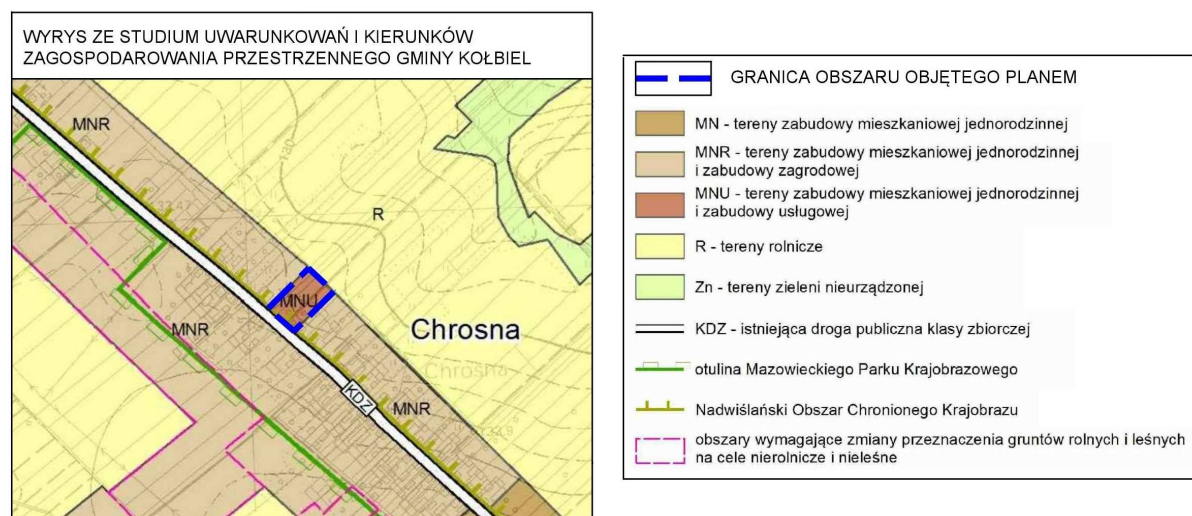 WYRYS ZE STUDIUM UWARUNKOWAŃ I KIERUNKÓW
ZAGOSPODAROWANIA PRZESTRZENNEGO GMINY KOŁBIEL
MNR
R
MNU
MNR
Chrosna
Chrosna
KDZ
MNR
GRANICA OBSZARU OBJĘTEGO PLANEM
MN - tereny zabudowy mieszkaniowej jednorodzinnej
MNR - tereny zabudowy mieszkaniowej jednorodzinnej
i zabudowy zagrodowej
MNU - tereny zabudowy mieszkaniowej jednorodzinnej
i zabudowy usługowej
R - tereny rolnicze
Zn - tereny zieleni nieurządzonej
KDZ - istniejąca droga publiczna klasy zbiorczej
otulina Mazowieckiego Parku Krajobrazowego
Nadwiślański Obszar Chronionego Krajobrazu
obszary wymagające zmiany przeznaczenia gruntów rolnych i leśnych
na cele nierolnicze i nieleśne